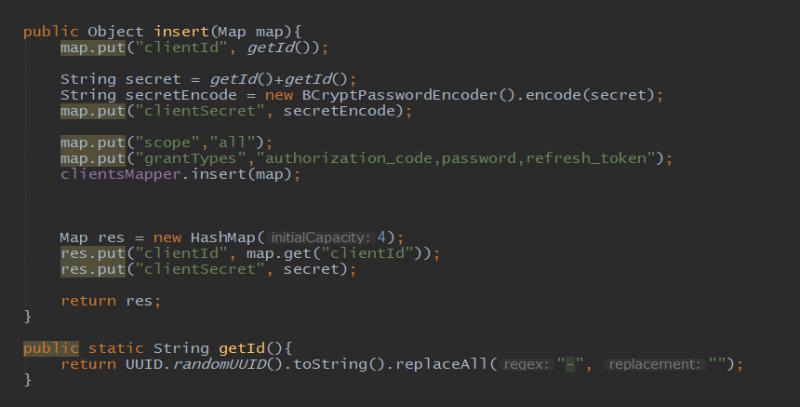 public Object insert(Map map){
map.put("clientId", getId());
String secret = getId()+getId();
String secretEncode = new BCryptPasswordEncoder().encode(secret);
map.put("clientSecret", secretEncode);
map.put("scope","all");
map.put("grantTypes","authorization_code,password,refresh_token");
clientsMapper.insert(map);
Map res = new HashMap( initialCapacity: 4);
res.put("clientId", map.get("clientId"));
res.put("clientSecret", secret);
return res;
}
public static String getId(){
return UUID.randomUUID().toString().replaceAll( regex: "-", replacement: "");
}